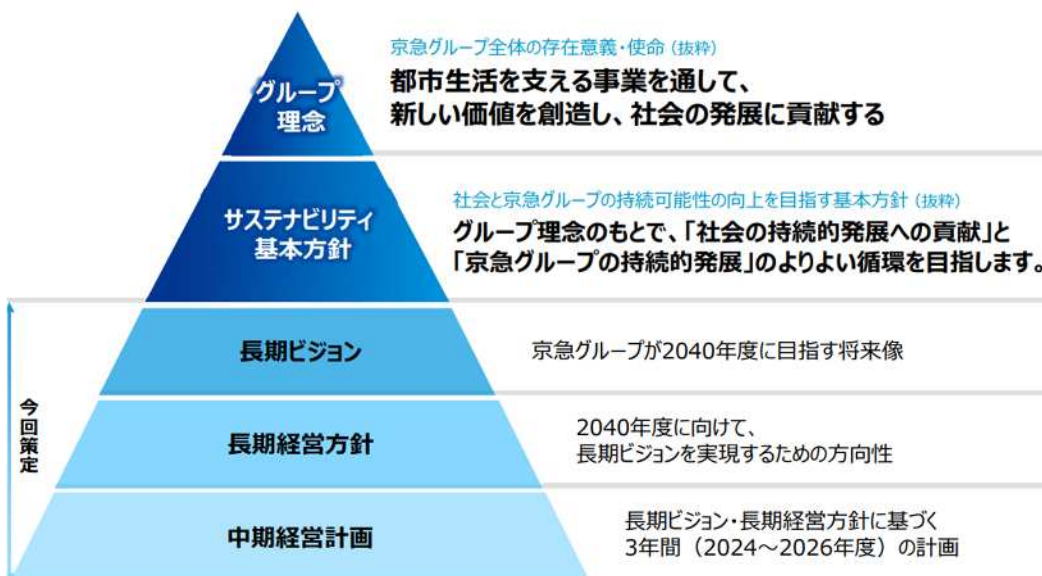 京急グループ全体の存在意義・使命（抜粋）
グループ
理念
都市生活を支える事業を通して、
新しい価値を創造し、社会の発展に貢献する
サステナビリティ
基本方針
社会と京急グループの持続可能性の向上を目指す基本方針（抜粋）
グループ理念のもとで、「社会の持続的発展への貢献」と
「京急グループの持続的発展」のよりよい循環を目指します。
今回策定
長期ビジョン
京急グループが2040年度に目指す将来像
長期経営方針
2040年度に向けて、
長期ビジョンを実現するための方向性
中期経営計画
長期ビジョン・長期経営方針に基づく
3年間（2024～2026年度）の計画